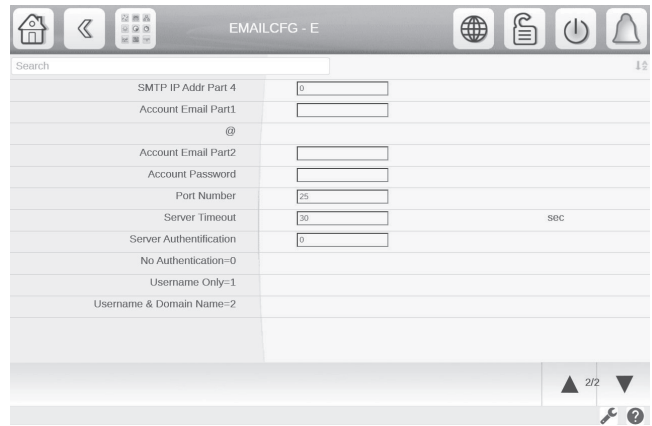 EMAILCFG - E
Search
SMTP IP Addr Part 4 0
Account Email Part1
@
Account Email Part2
Account Password
Port Number 25
Server Timeout 30 sec
Server Authentification 0
No Authentication=0
Username Only=1
Username & Domain Name=2
2/2
?